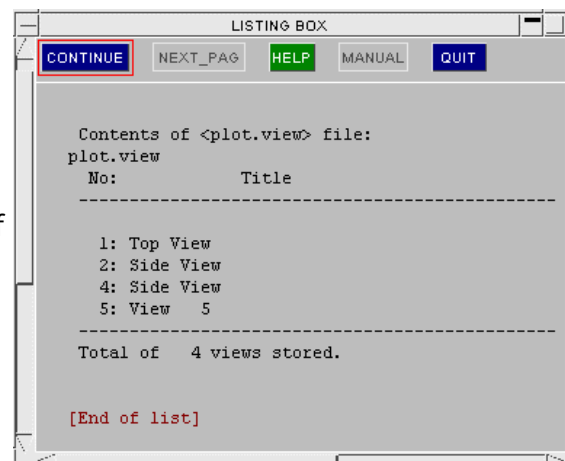 LISTING BOX
CONTINUE NEXT_PAG HELP MANUAL QUIT
Contents of <plot.view> file:
plot.view
No: Title
-----------------------------------------------
1: Top View
2: Side View
4: Side View
5: View 5
-----------------------------------------------
Total of 4 views stored.
[End of list]
f